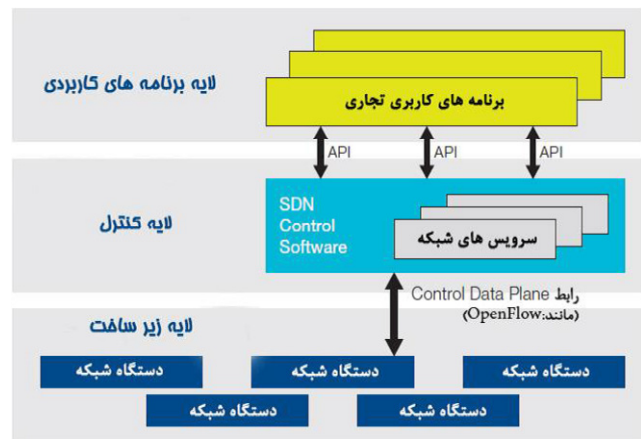 لایه برنامه های کاربردی
برنامه های کاربری تجاری
API
API
API
لایه کنترل
SDN
Control
Software
سرویس های شبکه
رابط Control Data Plane
(مانند:OpenFlow)
لایه زیر ساخت
دستگاه شبکه
دستگاه شبکه
دستگاه شبکه
دستگاه شبکه
دستگاه شبکه